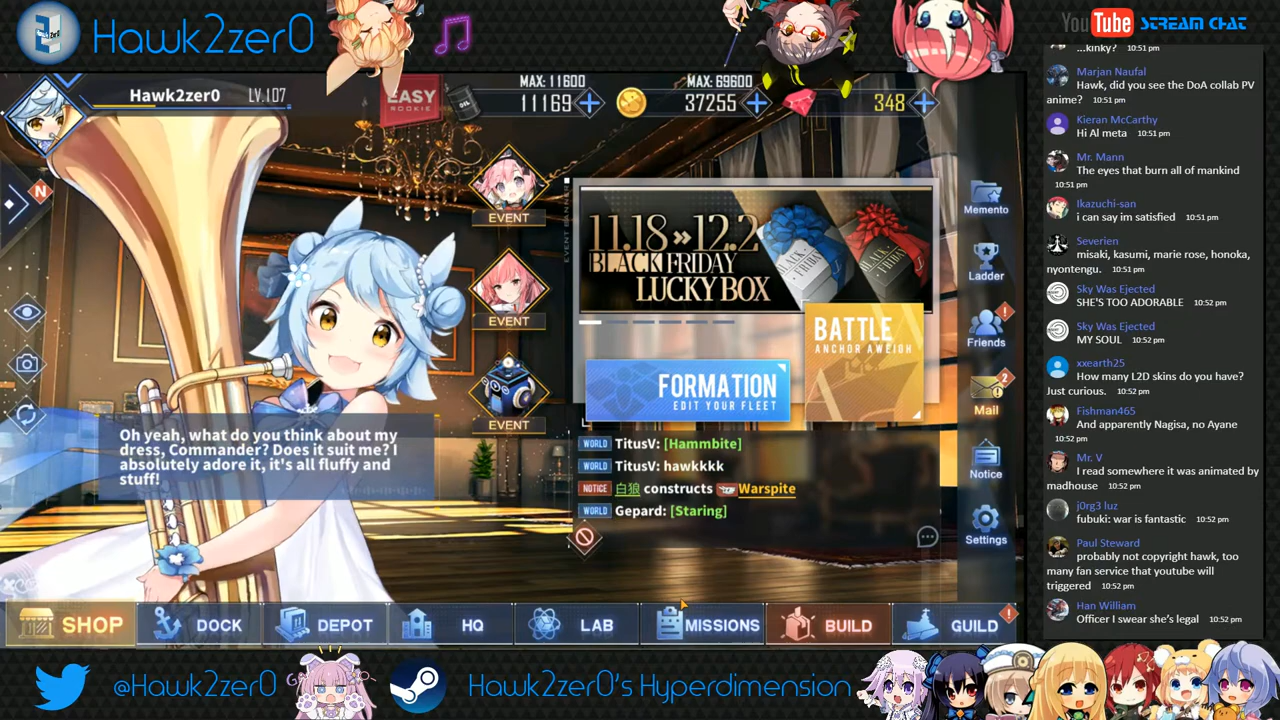 Hawk2zer0
You Tube STREAM CHAT
Hawk2zer0 LV.107
EASY
ROOKIE
MAX: 11600
11169
MAX: 69600
37255
348
N
EVENT
EVENT
EVENT
EVENT BANNER
11.18 » 12.2
BLACK FRIDAY
LUCKY BOX
BATTLE
ANCHOR AWEIGH
FORMATION
EDIT YOUR FLEET
Memento
Ladder
Friends
2
Mail
Notice
Settings
Oh yeah, what do you think about my
dress, Commander? Does it suit me? I
absolutely adore it, it's all fluffy and
stuff!
WORLD TitusV: [Hammbite]
WORLD TitusV: hawkkkk
NOTICE 白狼 constructs Warspite
WORLD Gepard: [Staring]
SHOP
DOCK
DEPOT
HQ
LAB
MISSIONS
BUILD
GUILD
@Hawk2zer0
Hawk2zer0's Hyperdimension
...kinky? 10:51 pm
Marjan Naufal
Hawk, did you see the DoA collab PV
anime? 10:51 pm
Kieran McCarthy
Hi Al meta 10:51 pm
Mr. Mann
The eyes that burn all of mankind
10:51 pm
Ikazuchi-san
i can say im satisfied 10:51 pm
Severien
misaki, kasumi, marie rose, honoka,
nyontengu. 10:51 pm
Sky Was Ejected
SHE'S TOO ADORABLE 10:52 pm
Sky Was Ejected
MY SOUL 10:52 pm
xxearth25
How many L2D skins do you have?
Just curious. 10:52 pm
Fishman465
And apparently Nagisa, no Ayane
10:52 pm
Mr. V
I read somewhere it was animated by
madhouse 10:52 pm
j0rg3 luz
fubuki: war is fantastic 10:52 pm
Paul Steward
probably not copyright hawk, too
many fan service that youtube will
triggered 10:52 pm
Han William
Officer I swear she's legal 10:52 pm